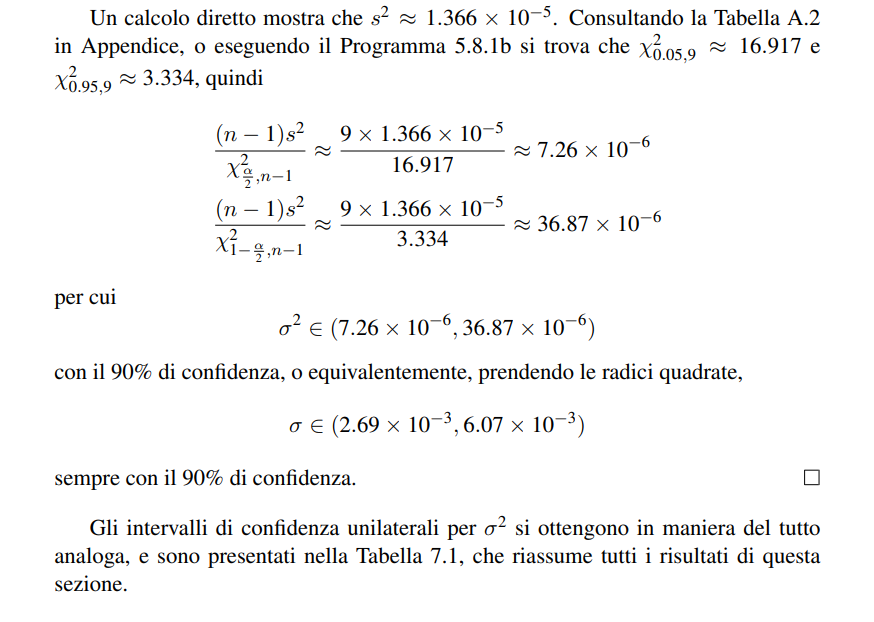 Un calcolo diretto mostra che $s^2 \approx 1.366 \times 10^{-5}$. Consultando la Tabella A.2
in Appendice, o eseguendo il Programma 5.8.1b si trova che $\chi^2_{0.05,9} \approx 16.917$ e
$\chi^2_{0.95,9} \approx 3.334$, quindi
$\frac{(n-1)s^2}{\chi^2_{\frac{\alpha}{2},n-1}} \approx \frac{9 \times 1.366 \times 10^{-5}}{16.917} \approx 7.26 \times 10^{-6}$
$\frac{(n-1)s^2}{\chi^2_{1-\frac{\alpha}{2},n-1}} \approx \frac{9 \times 1.366 \times 10^{-5}}{3.334} \approx 36.87 \times 10^{-6}$
per cui
$\sigma^2 \in (7.26 \times 10^{-6}, 36.87 \times 10^{-6})$
con il 90% di confidenza, o equivalentemente, prendendo le radici quadrate,
$\sigma \in (2.69 \times 10^{-3}, 6.07 \times 10^{-3})$
sempre con il 90% di confidenza. □
Gli intervalli di confidenza unilaterali per $\sigma^2$ si ottengono in maniera del tutto
analoga, e sono presentati nella Tabella 7.1, che riassume tutti i risultati di questa
sezione.